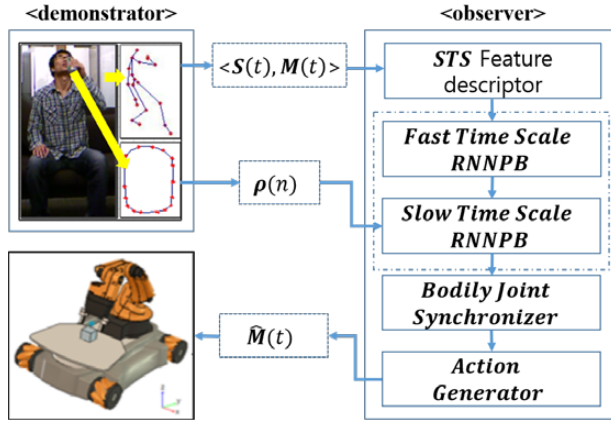 <demonstrator>
<observer>
<S(t), M(t)>
STS Feature
descriptor
Fast Time Scale
RNNPB
ρ(n)
Slow Time Scale
RNNPB
Bodily Joint
Synchronizer
M̂(t)
Action
Generator